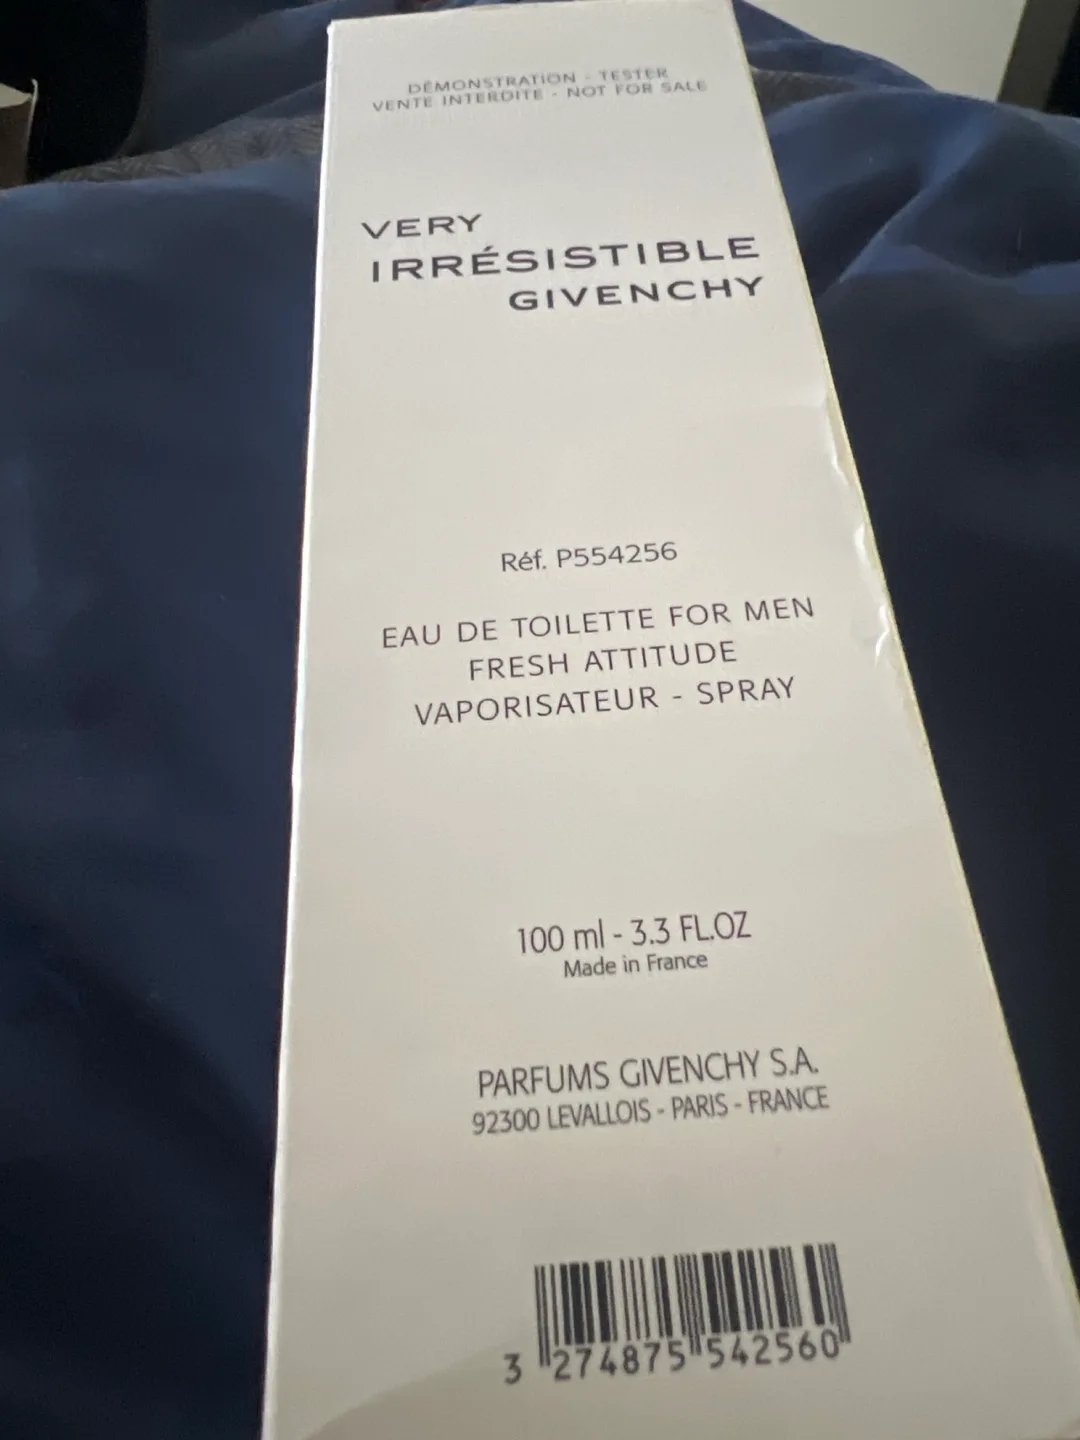 DÉMONSTRATION - TESTER
VENTE INTERDITE - NOT FOR SALE
VERY
IRRÉSISTIBLE
GIVENCHY
Réf. P554256
EAU DE TOILETTE FOR MEN
FRESH ATTITUDE
VAPORISATEUR - SPRAY
100 ml - 3.3 FL.OZ
Made in France
PARFUMS GIVENCHY S.A.
92300 LEVALLOIS - PARIS - FRANCE
3 274875 542560